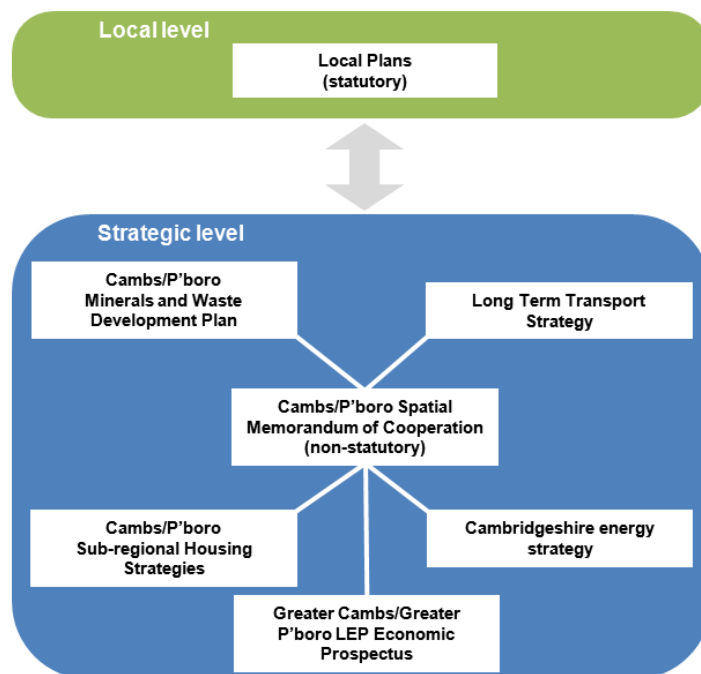 Local level
Local Plans
(statutory)
Strategic level
Cambs/P'boro
Minerals and Waste
Development Plan
Long Term Transport
Strategy
Cambs/P'boro Spatial
Memorandum of Cooperation
(non-statutory)
Cambs/P'boro
Sub-regional Housing
Strategies
Cambridgeshire energy
strategy
Greater Cambs/Greater
P'boro LEP Economic
Prospectus